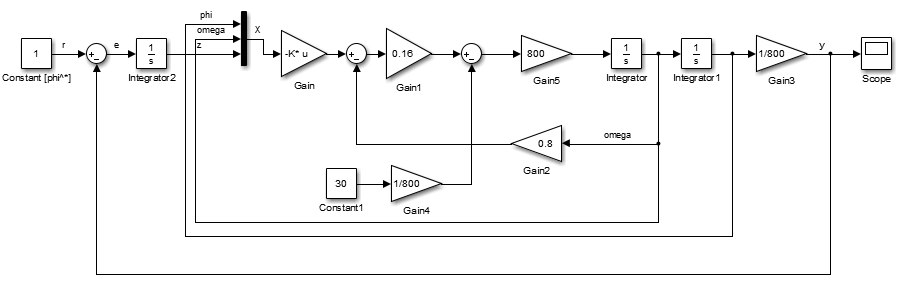 phi
omega
z
X
1
r
e
1
s
-K* u
0.16
800
1
s
1
s
1/800
y
Constant [phi^*]
Integrator2
Gain
Gain1
Gain5
Integrator
Integrator1
Gain3
Scope
omega
0.8
Gain2
30
1/800
Constant1
Gain4